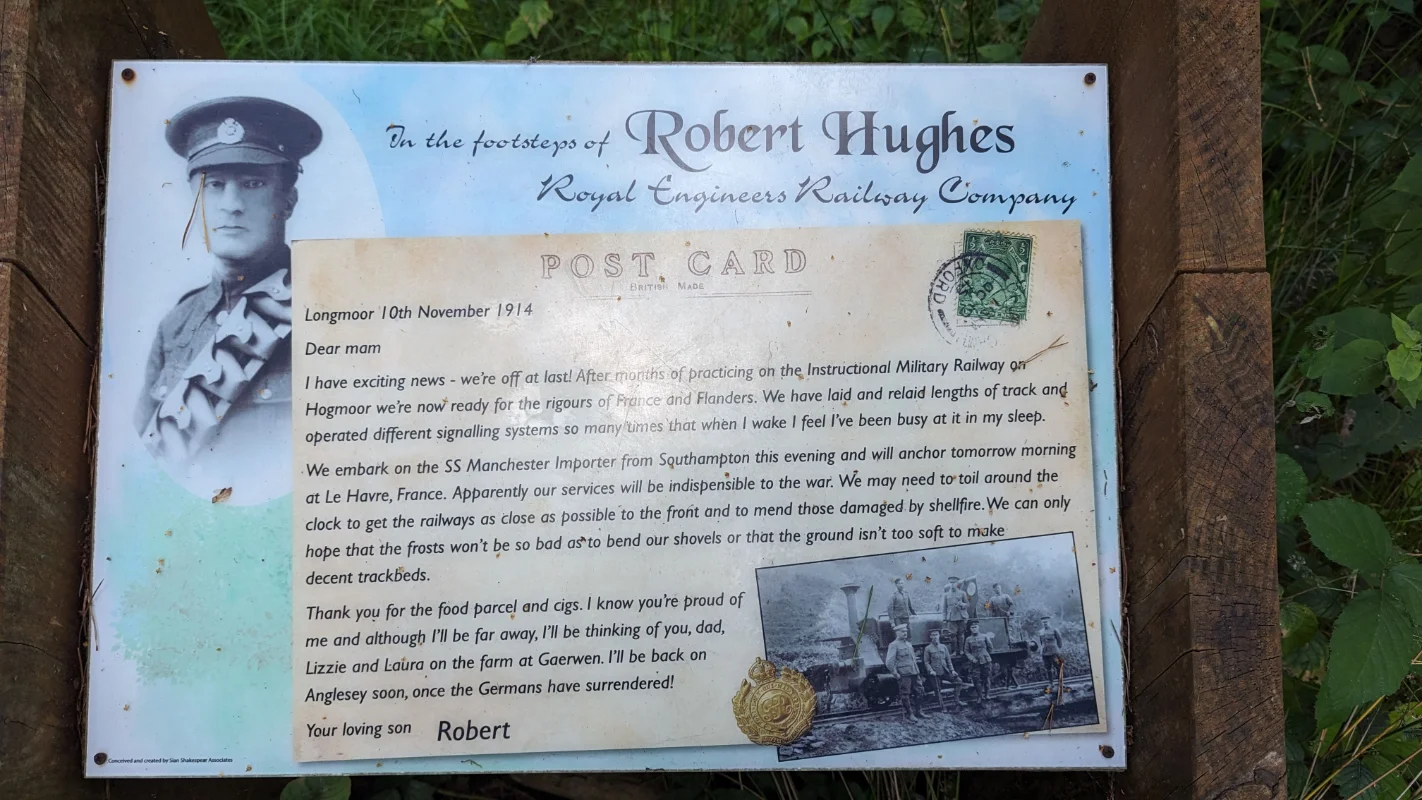 In the footsteps of Robert Hughes
Royal Engineers Railway Company
POST CARD
BRITISH MADE
OXFORD
Longmoor 10th November 1914
Dear mam
I have exciting news - we're off at last! After months of practicing on the Instructional Military Railway on
Hogmoor we're now ready for the rigours of France and Flanders. We have laid and relaid lengths of track and
operated different signalling systems so many times that when I wake I feel I've been busy at it in my sleep.
We embark on the SS Manchester Importer from Southampton this evening and will anchor tomorrow morning
at Le Havre, France. Apparently our services will be indispensible to the war. We may need to toil around the
clock to get the railways as close as possible to the front and to mend those damaged by shellfire. We can only
hope that the frosts won't be so bad as to bend our shovels or that the ground isn't too soft to make
decent trackbeds.
Thank you for the food parcel and cigs. I know you're proud of
me and although I'll be far away, I'll be thinking of you, dad,
Lizzie and Laura on the farm at Gaerwen. I'll be back on
Anglesey soon, once the Germans have surrendered!
Your loving son Robert
Conceived and created by Sian Shakespear Associates